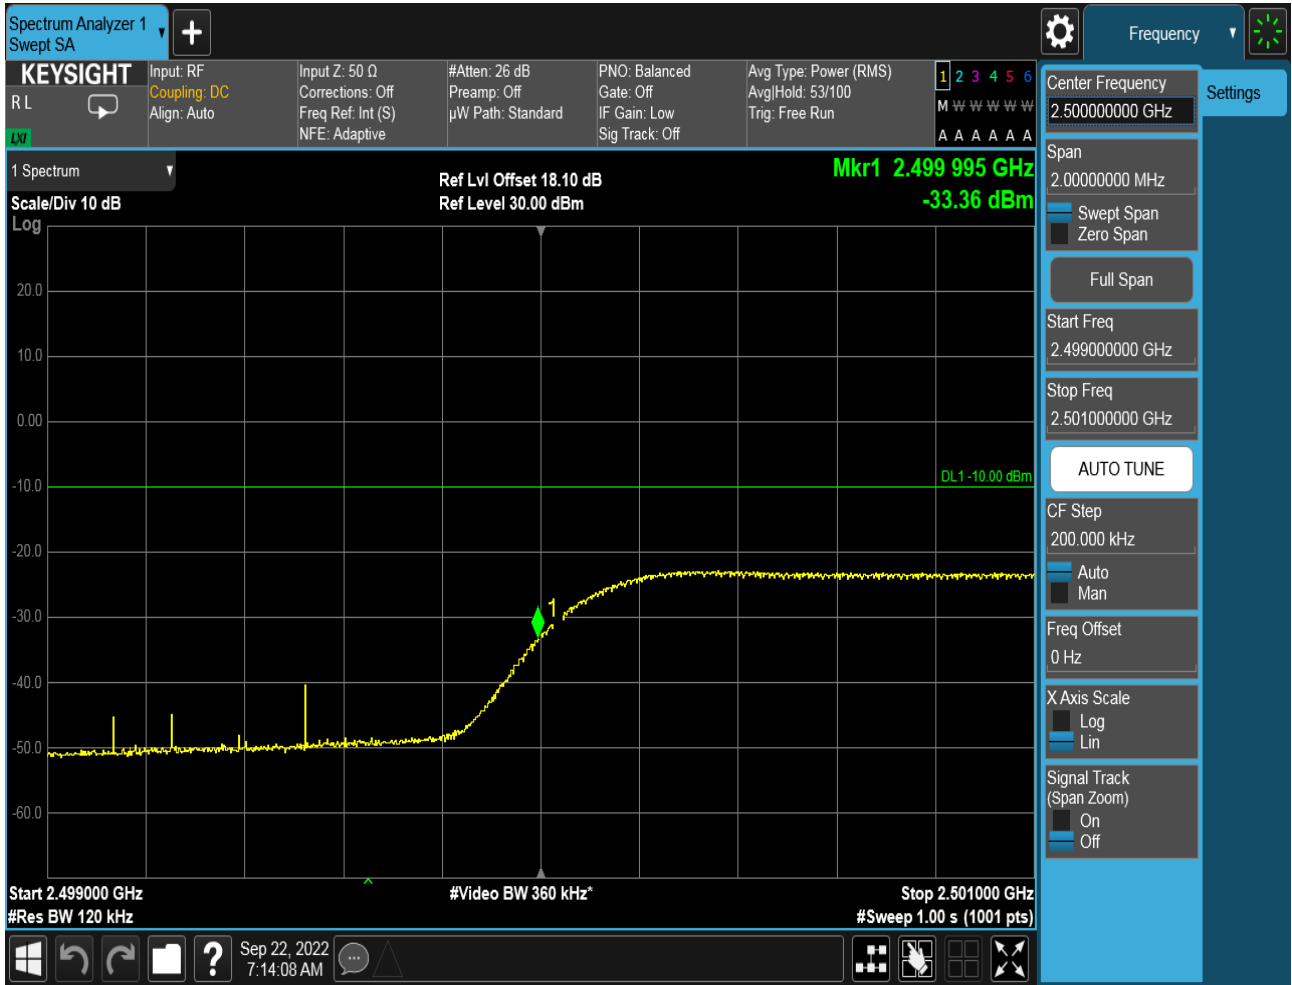 Spectrum Analyzer 1
Swept SA
Frequency
KEYSIGHT
R L
LXI
Input: RF
Coupling: DC
Align: Auto
Input Z: 50 Ω
Corrections: Off
Freq Ref: Int (S)
NFE: Adaptive
#Atten: 26 dB
Preamp: Off
µW Path: Standard
PNO: Balanced
Gate: Off
IF Gain: Low
Sig Track: Off
Avg Type: Power (RMS)
Avg|Hold: 53/100
Trig: Free Run
1 2 3 4 5 6
M W W W W W
A A A A A A
1 Spectrum
Scale/Div 10 dB
Log
Ref Lvl Offset 18.10 dB
Ref Level 30.00 dBm
Mkr1 2.499 995 GHz
-33.36 dBm
20.0
10.0
0.00
-10.0
-20.0
-30.0
-40.0
-50.0
-60.0
DL1 -10.00 dBm
1
Start 2.499000 GHz
#Res BW 120 kHz
#Video BW 360 kHz*
Stop 2.501000 GHz
#Sweep 1.00 s (1001 pts)
Sep 22, 2022
7:14:08 AM
Center Frequency
2.500000000 GHz
Settings
Span
2.00000000 MHz
Swept Span
Zero Span
Full Span
Start Freq
2.499000000 GHz
Stop Freq
2.501000000 GHz
AUTO TUNE
CF Step
200.000 kHz
Auto
Man
Freq Offset
0 Hz
X Axis Scale
Log
Lin
Signal Track
(Span Zoom)
On
Off